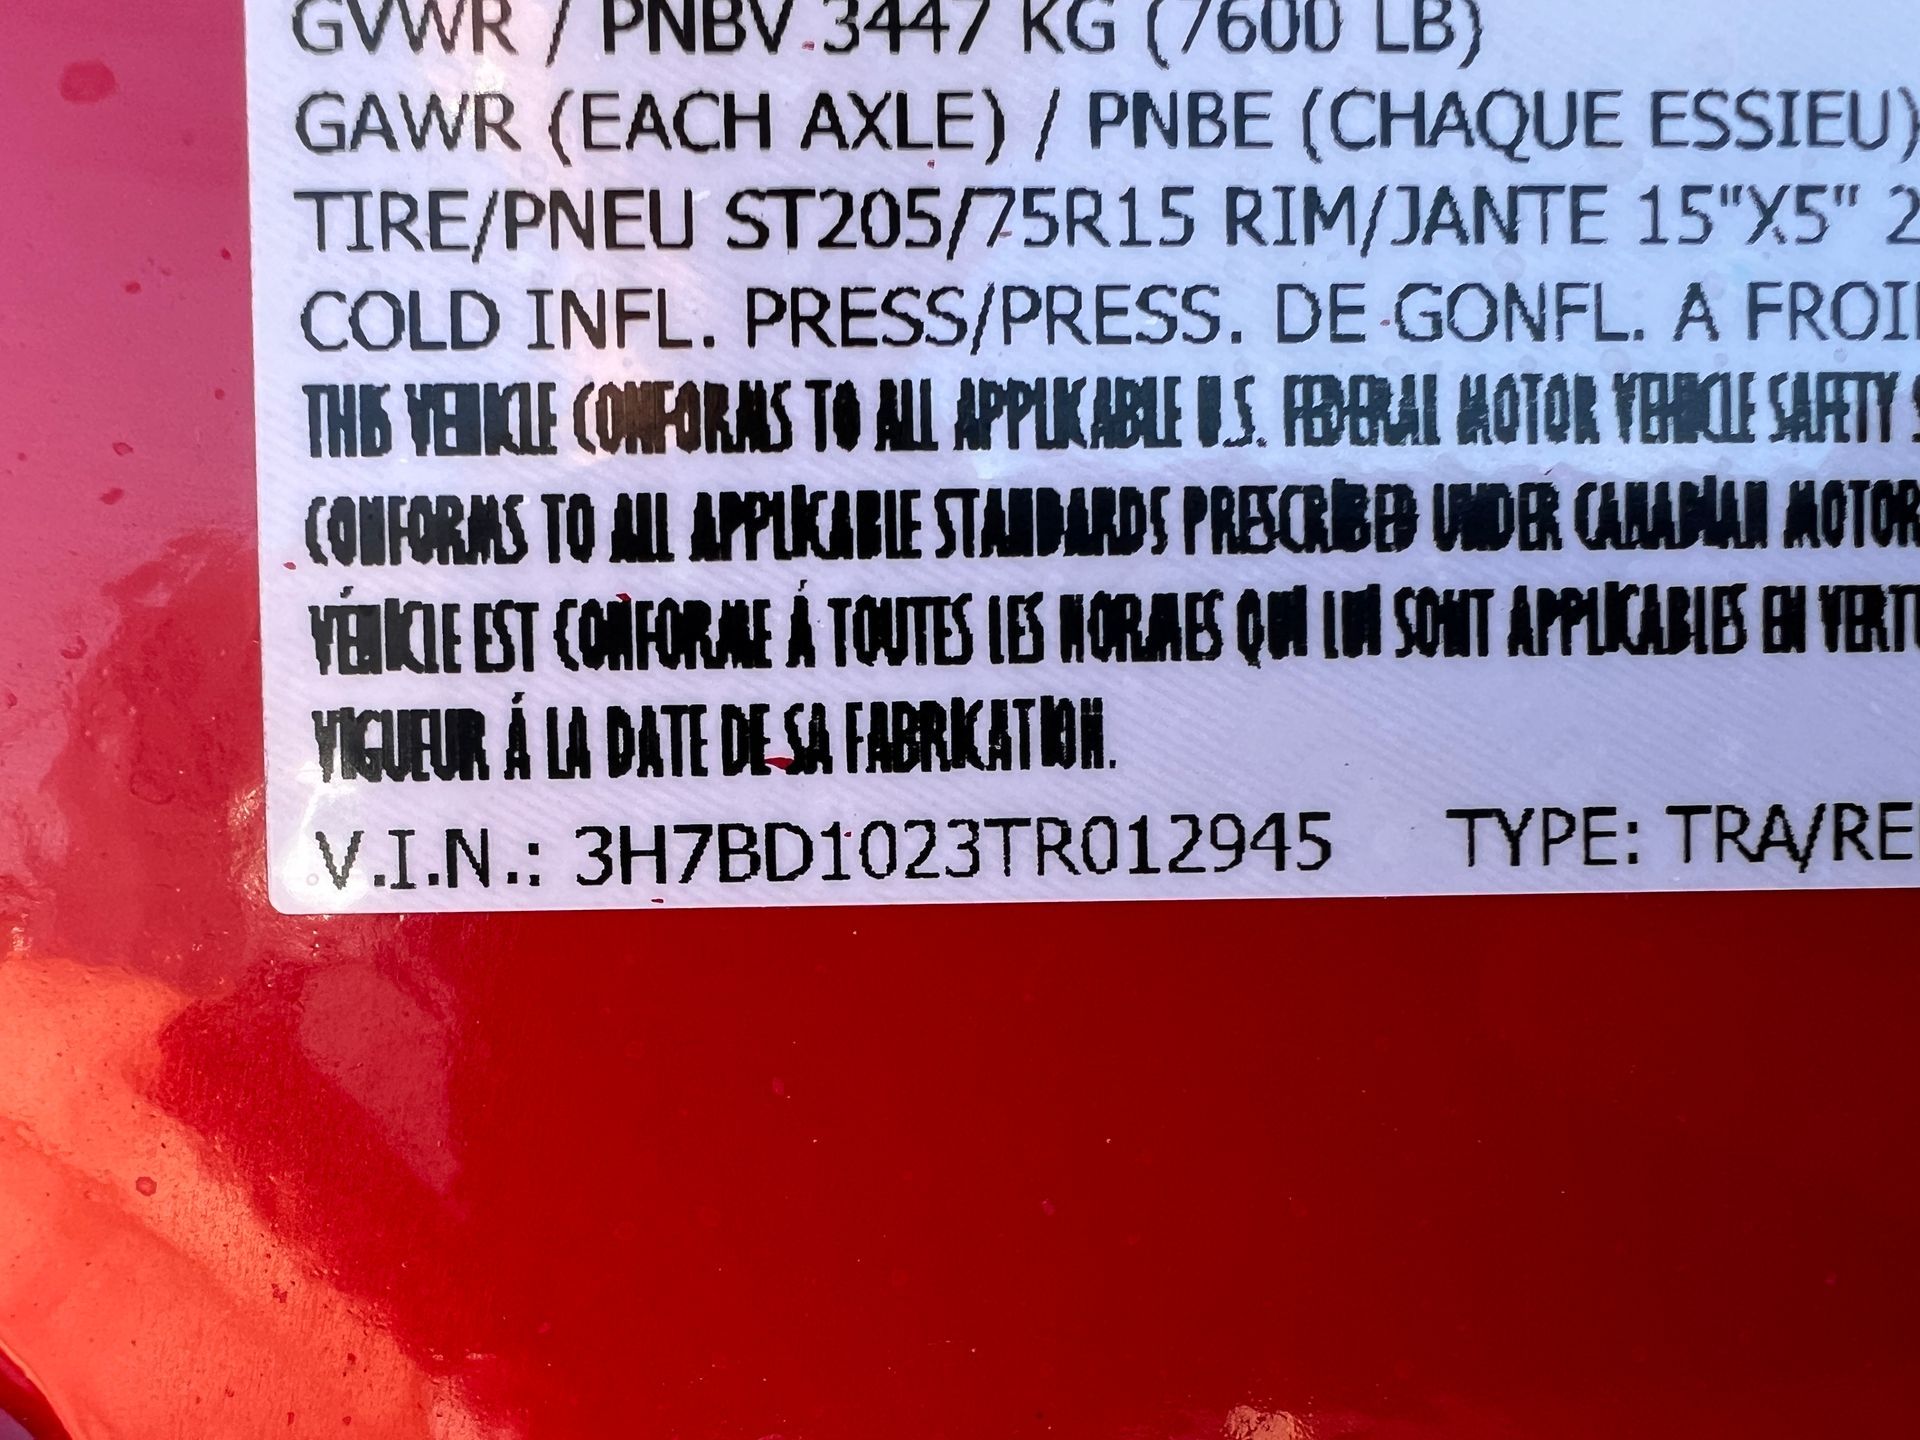 GVWR / PNBV 3447 KG (7600 LB)
GAWR (EACH AXLE) / PNBE (CHAQUE ESSIEU)
TIRE/PNEU ST205/75R15 RIM/JANTE 15"X5" 2
COLD INFL. PRESS/PRESS. DE GONFL. A FROI
THIS VEHICLE CONFORMS TO ALL APPLICABLE U.S. FEDERAL MOTOR VEHICLE SAFETY S
CONFORMS TO ALL APPLICABLE STANDARDS PRESCRIBED UNDER CANADIAN MOTOR
VÉHICLE EST CONFORME Á TOUTES LES NORMES QUI LUI SONT APPLICABLES EN VERTU
VIGUEUR Á LA DATE DE SA FABRICATION.
V.I.N.: 3H7BD1023TR012945 TYPE: TRA/RE